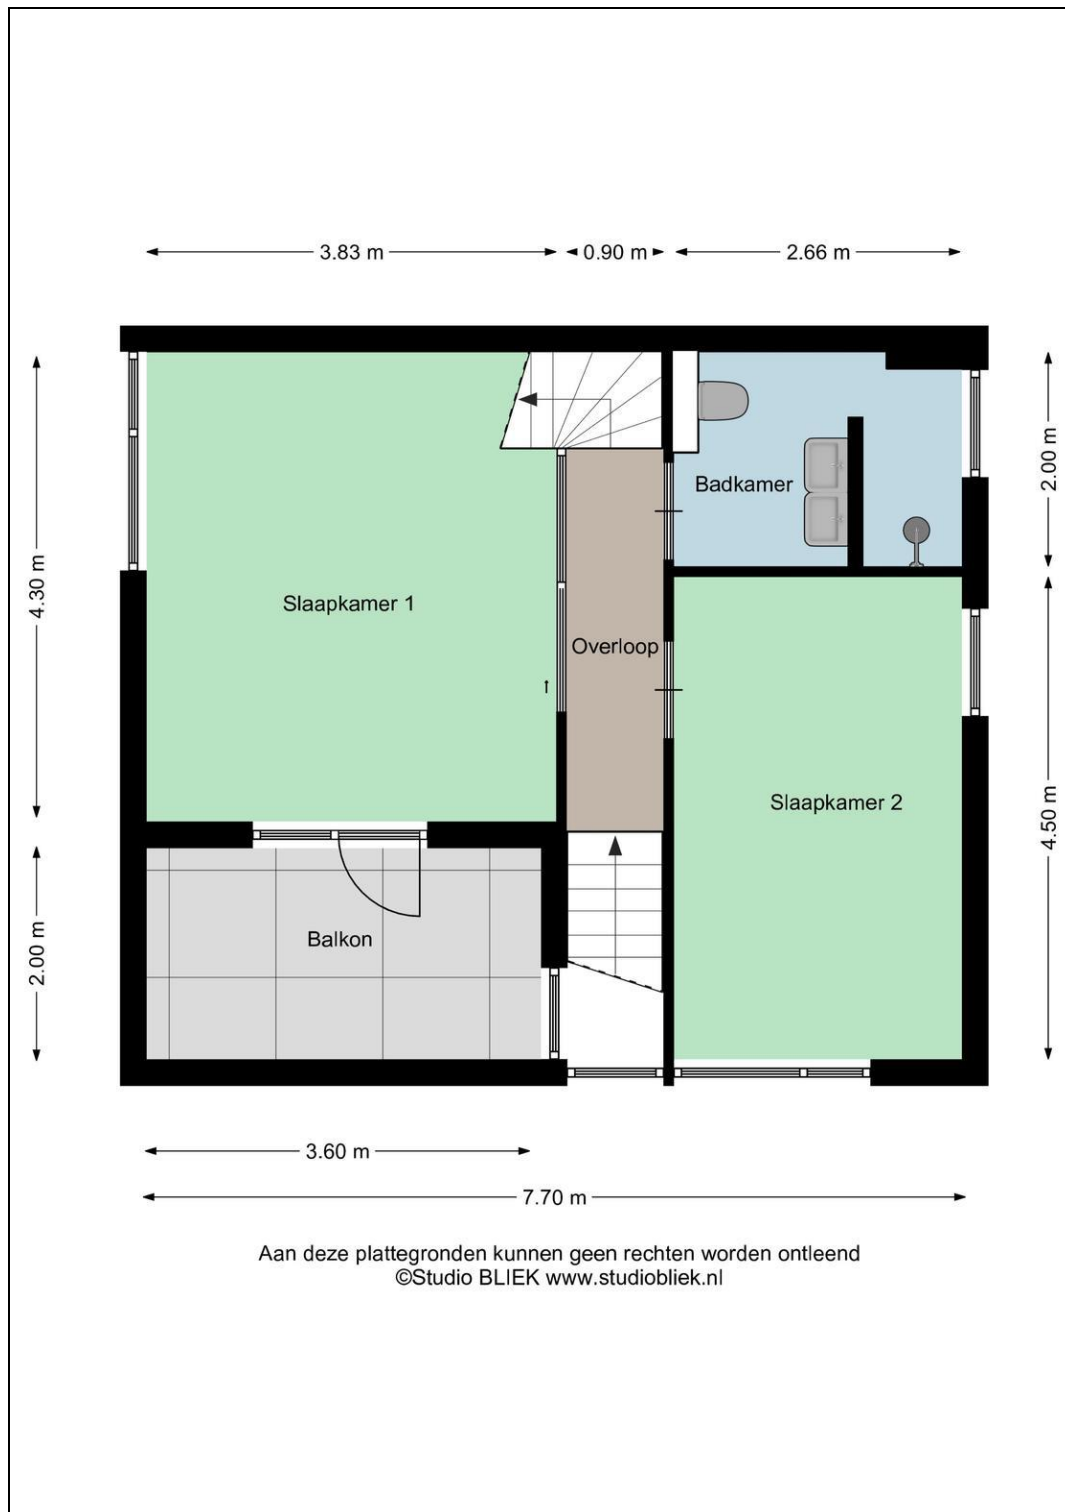 3.83 m
0.90 m
2.66 m
2.00 m
Badkamer
4.30 m
Slaapkamer 1
Overloop
Slaapkamer 2
4.50 m
Balkon
2.00 m
3.60 m
7.70 m
Aan deze plattegronden kunnen geen rechten worden ontleend
©Studio BLIEK www.studiobliek.nl